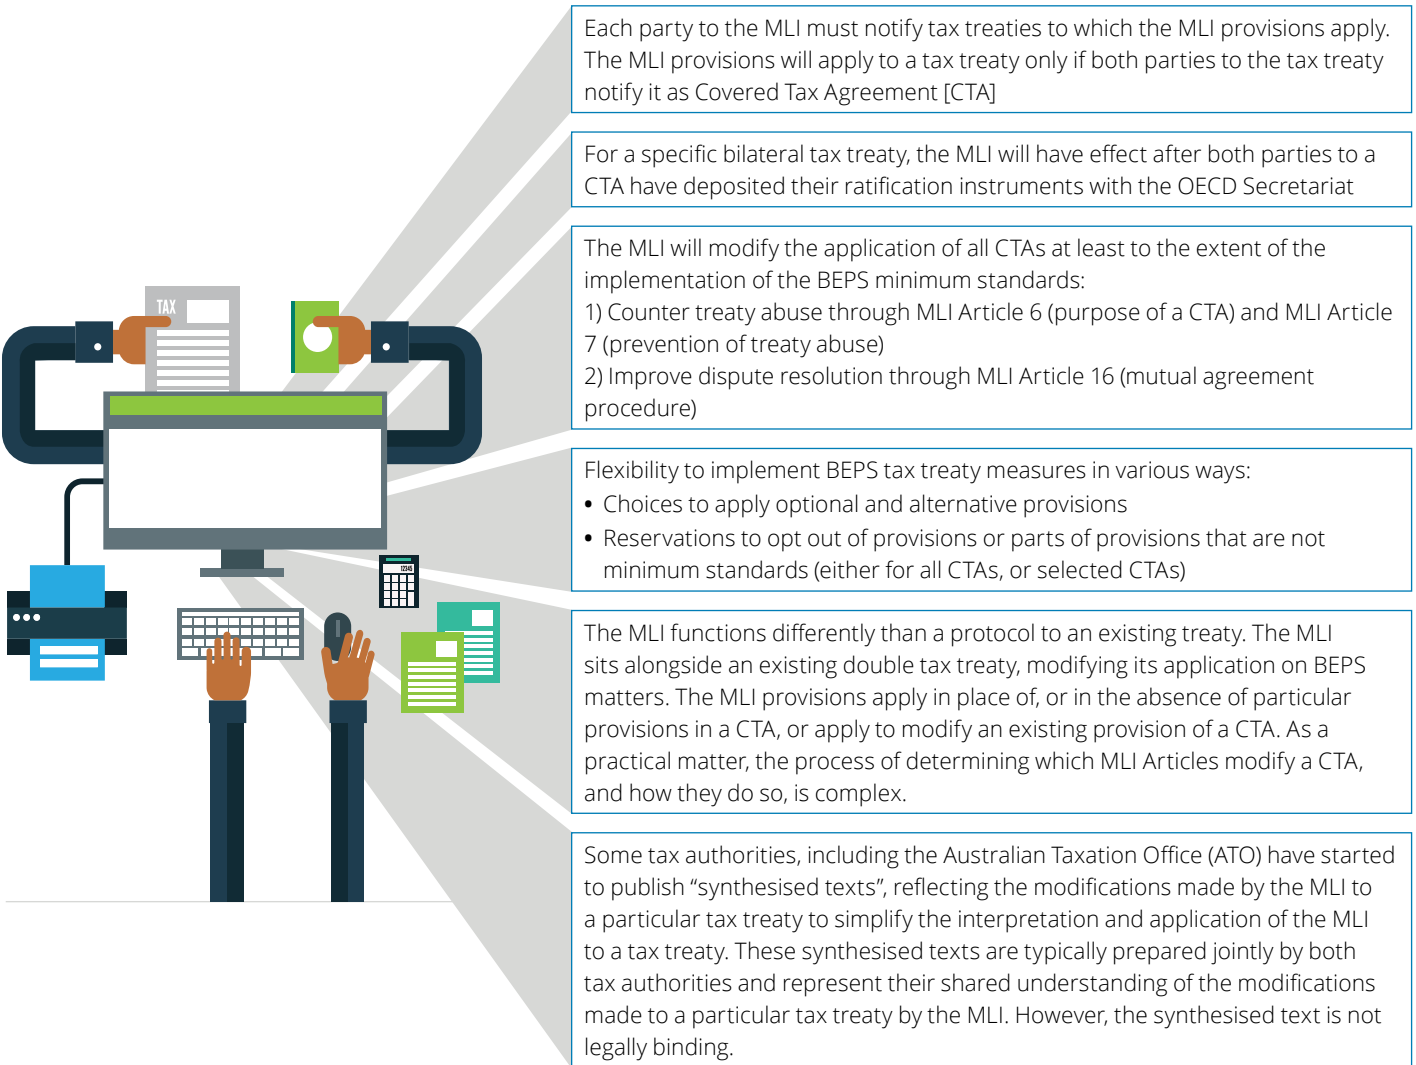 Each party to the MLI must notify tax treaties to which the MLI provisions apply.
The MLI provisions will apply to a tax treaty only if both parties to the tax treaty
notify it as Covered Tax Agreement [CTA]
For a specific bilateral tax treaty, the MLI will have effect after both parties to a
CTA have deposited their ratification instruments with the OECD Secretariat
The MLI will modify the application of all CTAs at least to the extent of the
implementation of the BEPS minimum standards:
1) Counter treaty abuse through MLI Article 6 (purpose of a CTA) and MLI Article
7 (prevention of treaty abuse)
2) Improve dispute resolution through MLI Article 16 (mutual agreement
procedure)
TAX
Flexibility to implement BEPS tax treaty measures in various ways:
• Choices to apply optional and alternative provisions
• Reservations to opt out of provisions or parts of provisions that are not
minimum standards (either for all CTAs, or selected CTAs)
12345
The MLI functions differently than a protocol to an existing treaty. The MLI
sits alongside an existing double tax treaty, modifying its application on BEPS
matters. The MLI provisions apply in place of, or in the absence of particular
provisions in a CTA, or apply to modify an existing provision of a CTA. As a
practical matter, the process of determining which MLI Articles modify a CTA,
and how they do so, is complex.
Some tax authorities, including the Australian Taxation Office (ATO) have started
to publish “synthesised texts”, reflecting the modifications made by the MLI to
a particular tax treaty to simplify the interpretation and application of the MLI
to a tax treaty. These synthesised texts are typically prepared jointly by both
tax authorities and represent their shared understanding of the modifications
made to a particular tax treaty by the MLI. However, the synthesised text is not
legally binding.